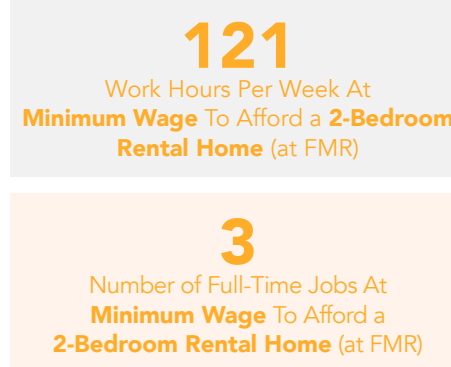 121
Work Hours Per Week At
Minimum Wage To Afford a 2-Bedroom
Rental Home (at FMR)
3
Number of Full-Time Jobs At
Minimum Wage To Afford a
2-Bedroom Rental Home (at FMR)